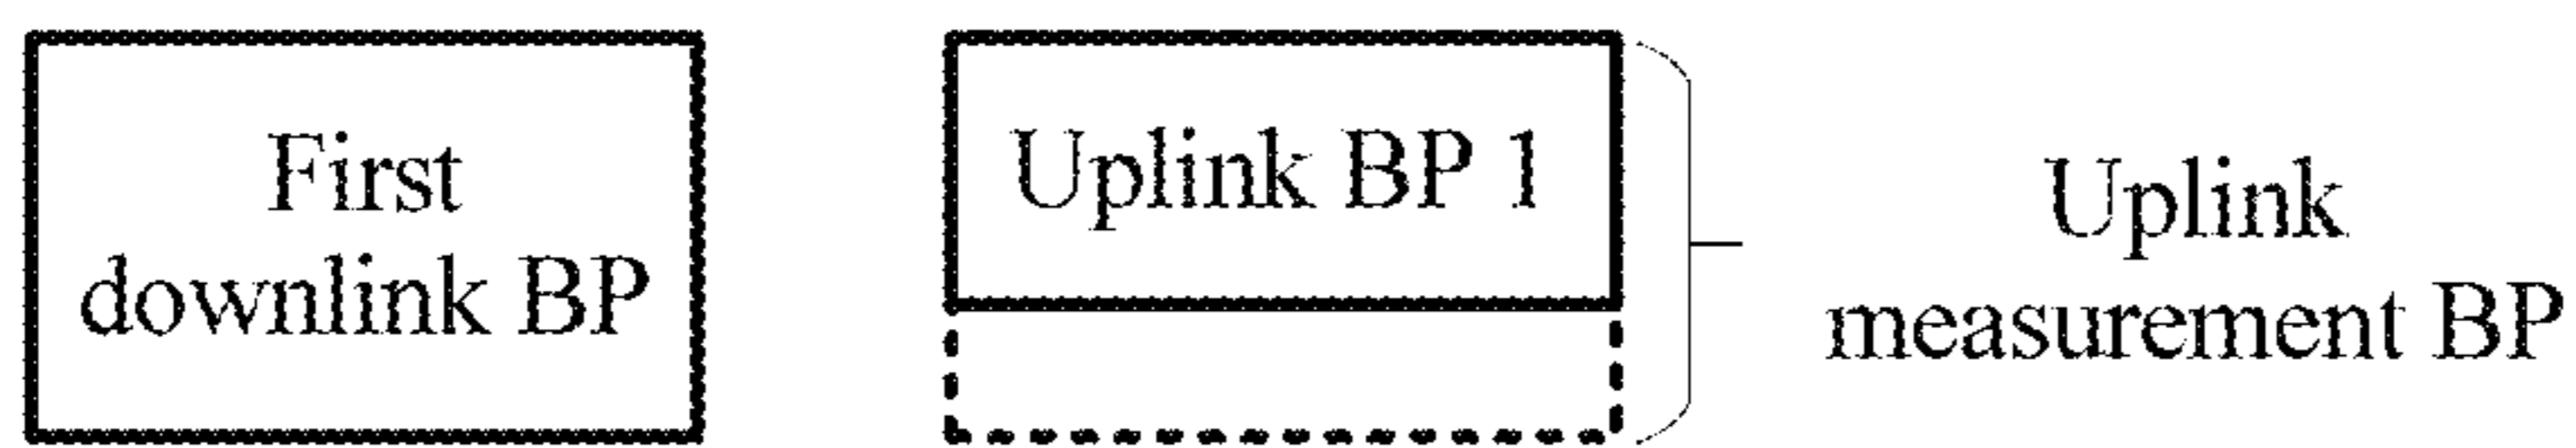 First
downlink BP
Uplink BP 1
Uplink
measurement BP